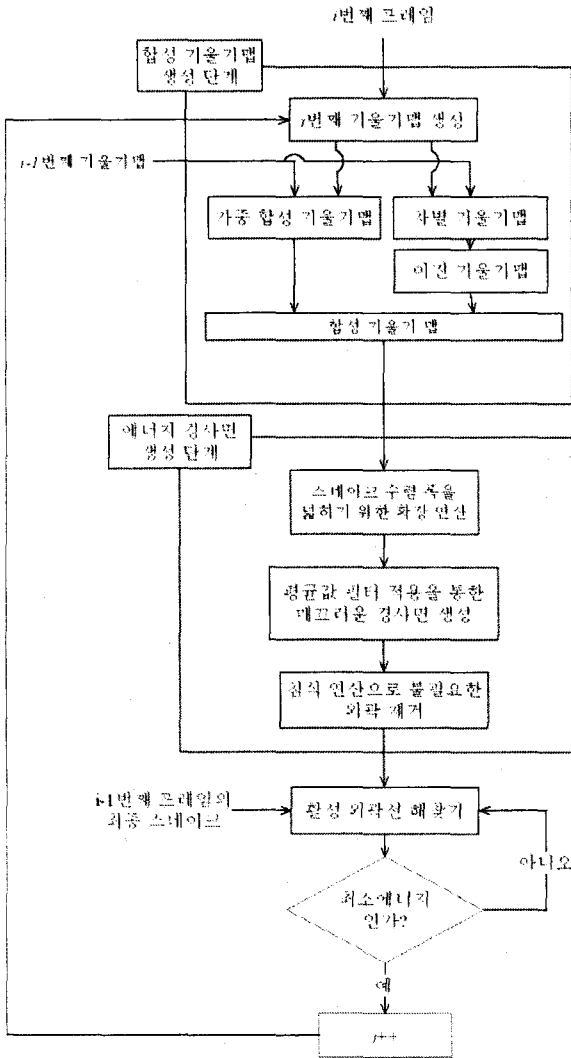 i번째 프레임
합성 기울기맵
생성 단계
i번째 기울기맵 생성
i-1번째 기울기맵
가중 합성 기울기맵
차별 기울기맵
이진 기울기맵
합성 기울기 맵
에너지 경사면
생성 단계
스네이크 수렴 폭을
넓히기 위한 확장 연산
평균값 필터 적용을 통한
매끄러운 경사면 생성
침식 연산으로 불필요한
외곽 제거
i-1번째 프레임의
최종 스네이크
활성 외곽선 해찾기
아니오
최소에너지
인가?
예
i++